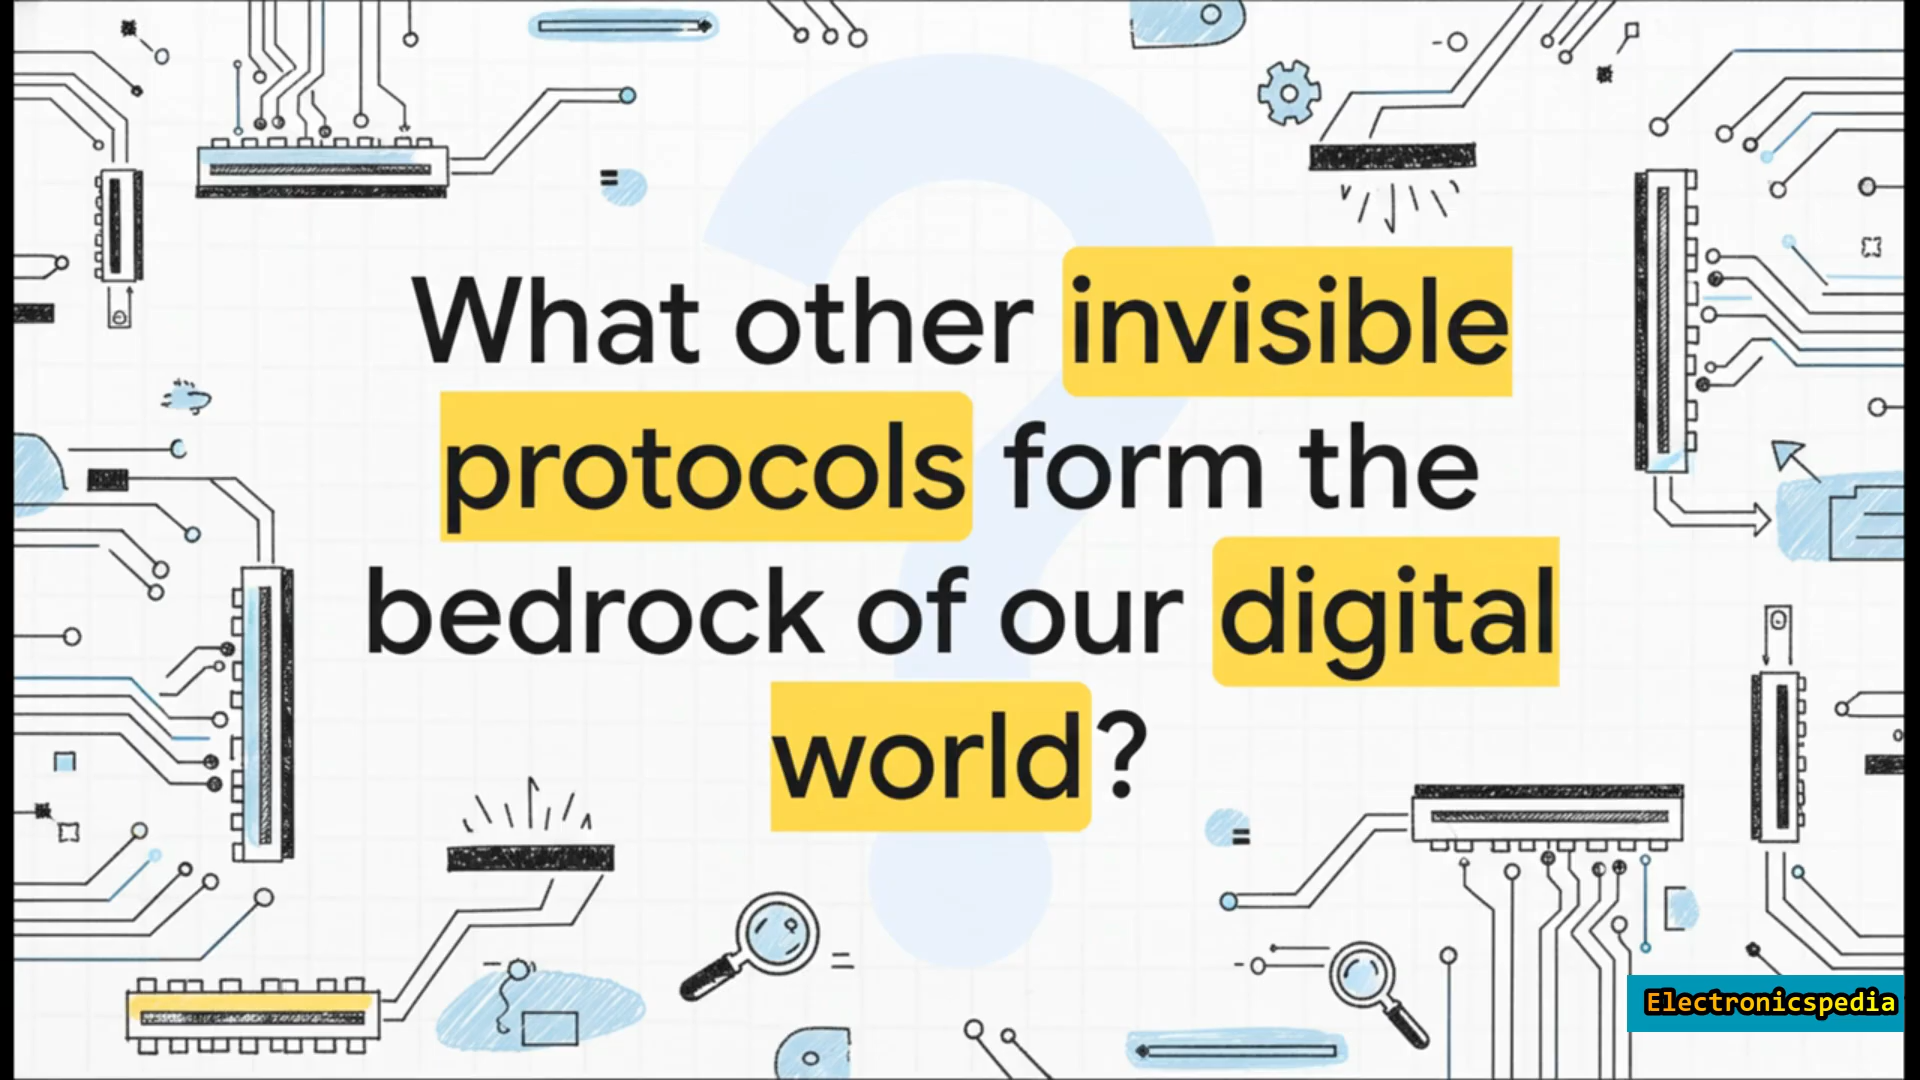 What other invisible
protocols form the
bedrock of our digital
world?
Electronicspedia